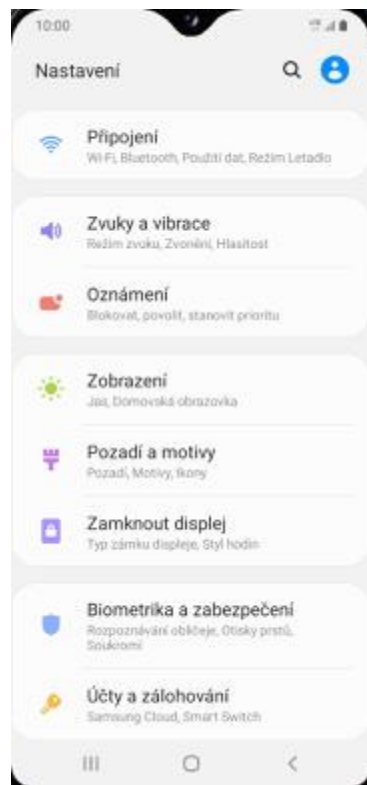 10:00
Nastavení
Připojení
Wi-Fi, Bluetooth, Použití dat, Režim Letadlo
Zvuky a vibrace
Režim zvuku, Zvonění, Hlasitost
Oznámení
Blokovat, povolit, stanovit prioritu
Zobrazení
Jas, Domovská obrazovka
Pozadí a motivy
Pozadí, Motivy, Ikony
Zamknout displej
Typ zámku displeje, Styl hodin
Biometrika a zabezpečení
Rozpoznávání obličeje, Otisky prstů,
Soukromí
Účty a zálohování
Samsung Cloud, Smart Switch